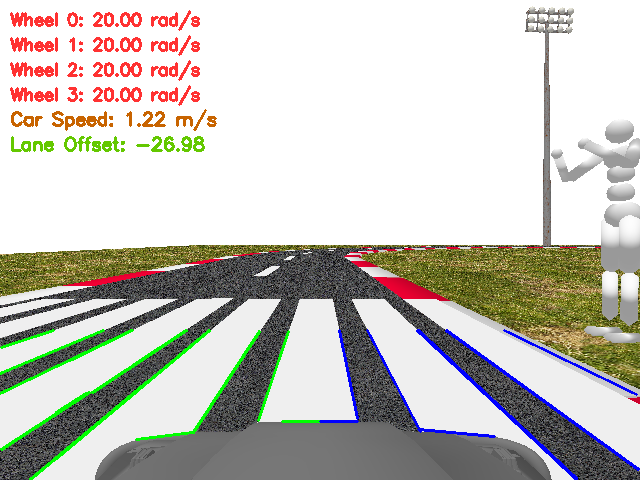 Wheel 0: 20.00 rad/s
Wheel 1: 20.00 rad/s
Wheel 2: 20.00 rad/s
Wheel 3: 20.00 rad/s
Car Speed: 1.22 m/s
Lane Offset: -26.98